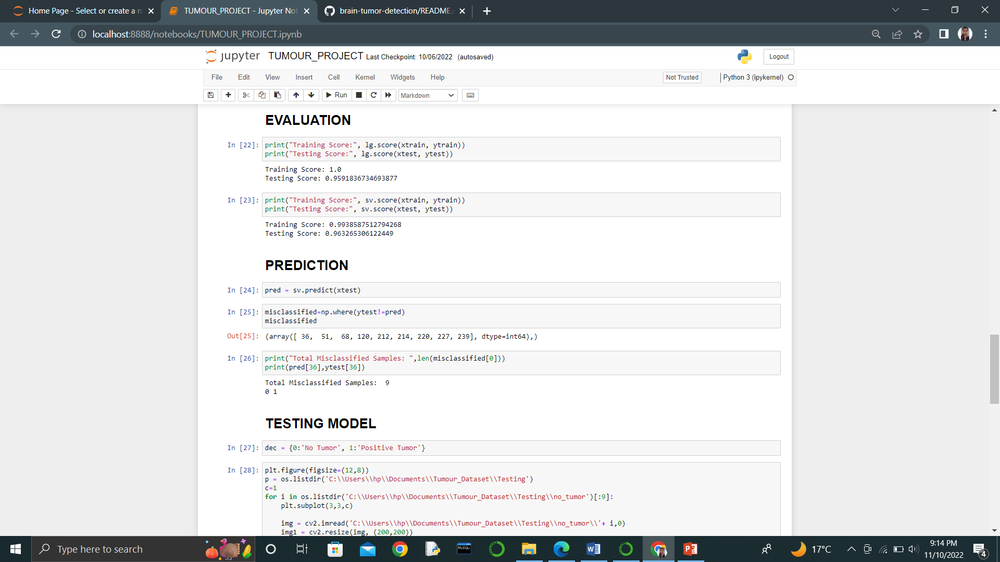 Home Page - Select or create a n
TUMOUR_PROJECT - Jupyter Not
brain-tumor-detection/README.
localhost:8888/notebooks/TUMOUR_PROJECT.ipynb
jupyter TUMOUR_PROJECT Last Checkpoint: 10/06/2022 (autosaved)
Logout
File Edit View Insert Cell Kernel Widgets Help
Not Trusted
Python 3 (ipykernel)
Run
Markdown
EVALUATION
In [22]: print("Training Score:", lg.score(xtrain, ytrain))
print("Testing Score:", lg.score(xtest, ytest))
Training Score: 1.0
Testing Score: 0.9591836734693877
In [23]: print("Training Score:", sv.score(xtrain, ytrain))
print("Testing Score:", sv.score(xtest, ytest))
Training Score: 0.9938587512794268
Testing Score: 0.963265306122449
PREDICTION
In [24]: pred = sv.predict(xtest)
In [25]: misclassified=np.where(ytest!=pred)
misclassified
Out[25]: (array([ 36,  51,  68, 120, 212, 214, 220, 227, 239], dtype=int64),)
In [26]: print("Total Misclassified Samples: ",len(misclassified[0]))
print(pred[36],ytest[36])
Total Misclassified Samples:  9
0 1
TESTING MODEL
In [27]: dec = {0:'No Tumor', 1:'Positive Tumor'}
In [28]: plt.figure(figsize=(12,8))
p = os.listdir('C:\\Users\\hp\\Documents\\Tumour_Dataset\\Testing')
c=1
for i in os.listdir('C:\\Users\\hp\\Documents\\Tumour_Dataset\\Testing\\no_tumor')[:9]:
    plt.subplot(3,3,c)
    img = cv2.imread('C:\\Users\\hp\\Documents\\Tumour_Dataset\\Testing\\no_tumor\\'+ i,0)
    img1 = cv2.resize(img, (200,200))
Type here to search
17°C
9:14 PM
11/10/2022
4